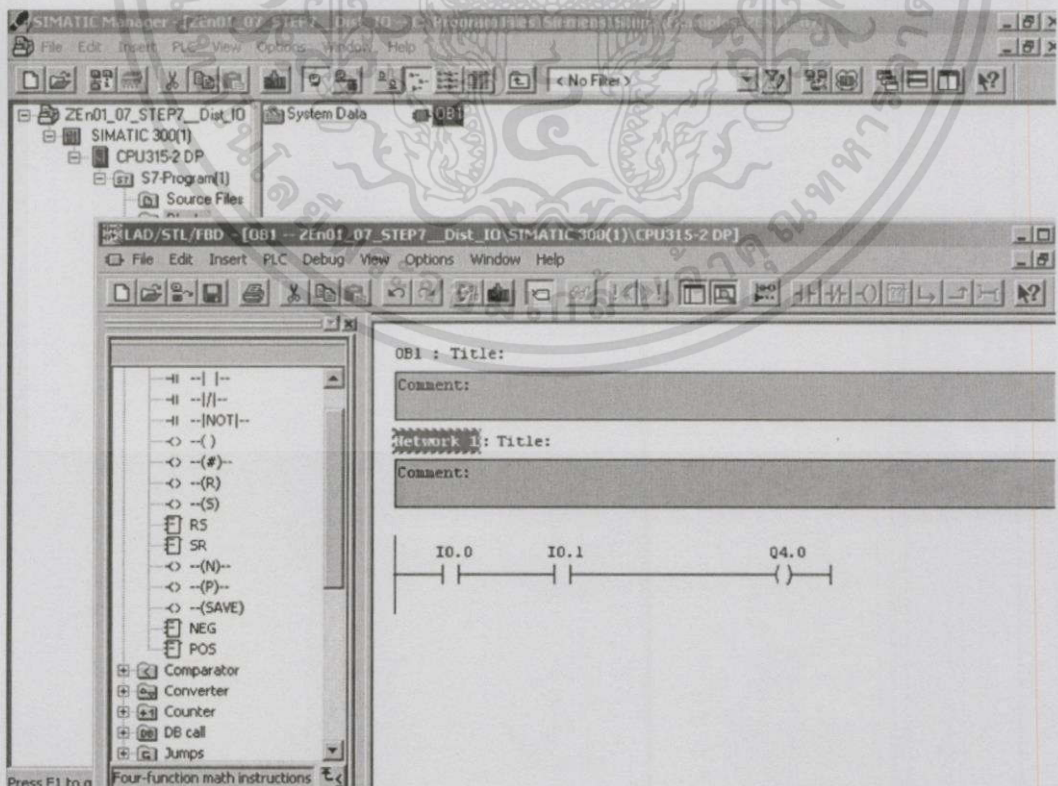 SIMATIC Manager - [ZEn01_07_STEP7__Dist_IO -- C:\Program Files\Siemens\Step7\Examples\ZEn01_07]
File Edit Insert PLC View Options Window Help
< No Filter >
ZEn01_07_STEP7__Dist_IO
SIMATIC 300(1)
CPU315-2 DP
S7-Program(1)
Source Files
System Data
OB1
LAD/STL/FBD - [OB1 -- ZEn01_07_STEP7__Dist_IO\SIMATIC 300(1)\CPU315-2 DP]
File Edit Insert PLC Debug View Options Window Help
--| |--
--|/|--
--|NOT|--
--( )
--(#)--
--(R)
--(S)
RS
SR
--(N)--
--(P)--
--(SAVE)
NEG
POS
Comparator
Converter
Counter
DB call
Jumps
Four-function math instructions
OB1 : Title:
Comment:
Network 1: Title:
Comment:
I0.0 I0.1 Q4.0
Press F1 to g